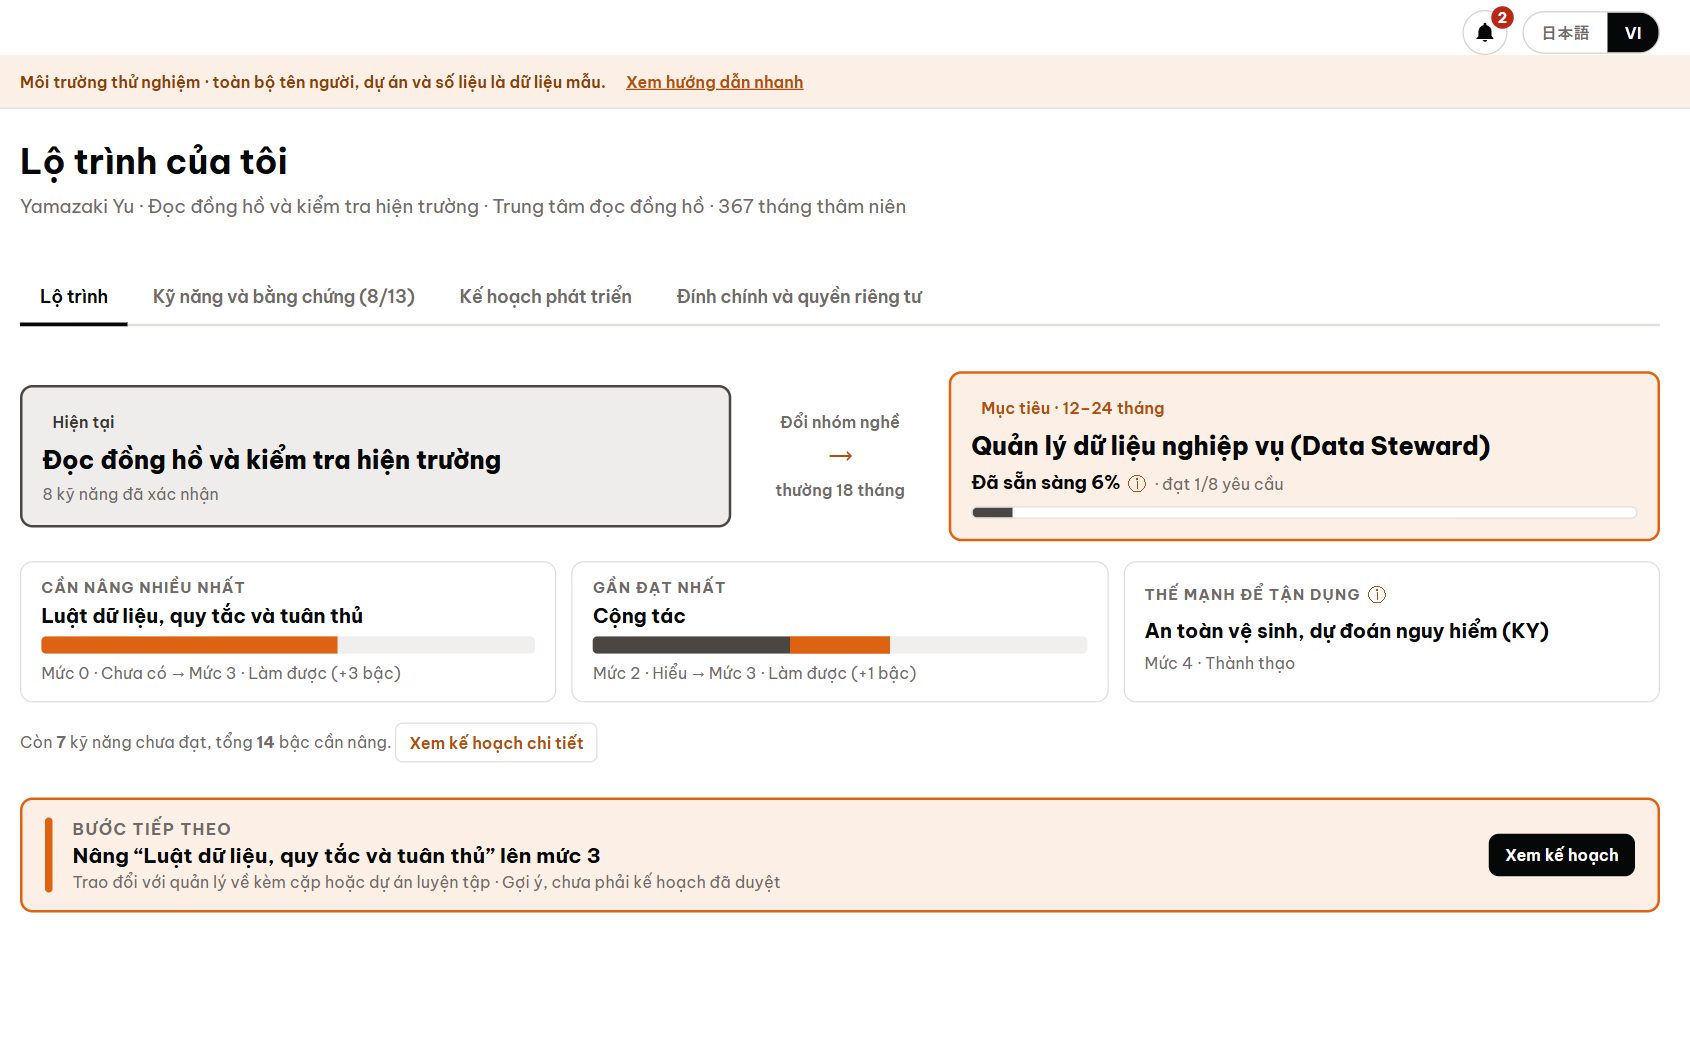 2
日本語 VI
Môi trường thử nghiệm · toàn bộ tên người, dự án và số liệu là dữ liệu mẫu. Xem hướng dẫn nhanh
Lộ trình của tôi
Yamazaki Yu · Đọc đồng hồ và kiểm tra hiện trường · Trung tâm đọc đồng hồ · 367 tháng thâm niên
Lộ trình Kỹ năng và bằng chứng (8/13) Kế hoạch phát triển Đính chính và quyền riêng tư
Hiện tại
Đọc đồng hồ và kiểm tra hiện trường
8 kỹ năng đã xác nhận
Đổi nhóm nghề
→
thường 18 tháng
Mục tiêu · 12–24 tháng
Quản lý dữ liệu nghiệp vụ (Data Steward)
Đã sẵn sàng 6% ⓘ · đạt 1/8 yêu cầu
CẦN NÂNG NHIỀU NHẤT
Luật dữ liệu, quy tắc và tuân thủ
Mức 0 · Chưa có → Mức 3 · Làm được (+3 bậc)
GẦN ĐẠT NHẤT
Cộng tác
Mức 2 · Hiểu → Mức 3 · Làm được (+1 bậc)
THẾ MẠNH ĐỂ TẬN DỤNG ⓘ
An toàn vệ sinh, dự đoán nguy hiểm (KY)
Mức 4 · Thành thạo
Còn 7 kỹ năng chưa đạt, tổng 14 bậc cần nâng. Xem kế hoạch chi tiết
BƯỚC TIẾP THEO
Nâng “Luật dữ liệu, quy tắc và tuân thủ” lên mức 3
Trao đổi với quản lý về kèm cặp hoặc dự án luyện tập · Gợi ý, chưa phải kế hoạch đã duyệt
Xem kế hoạch